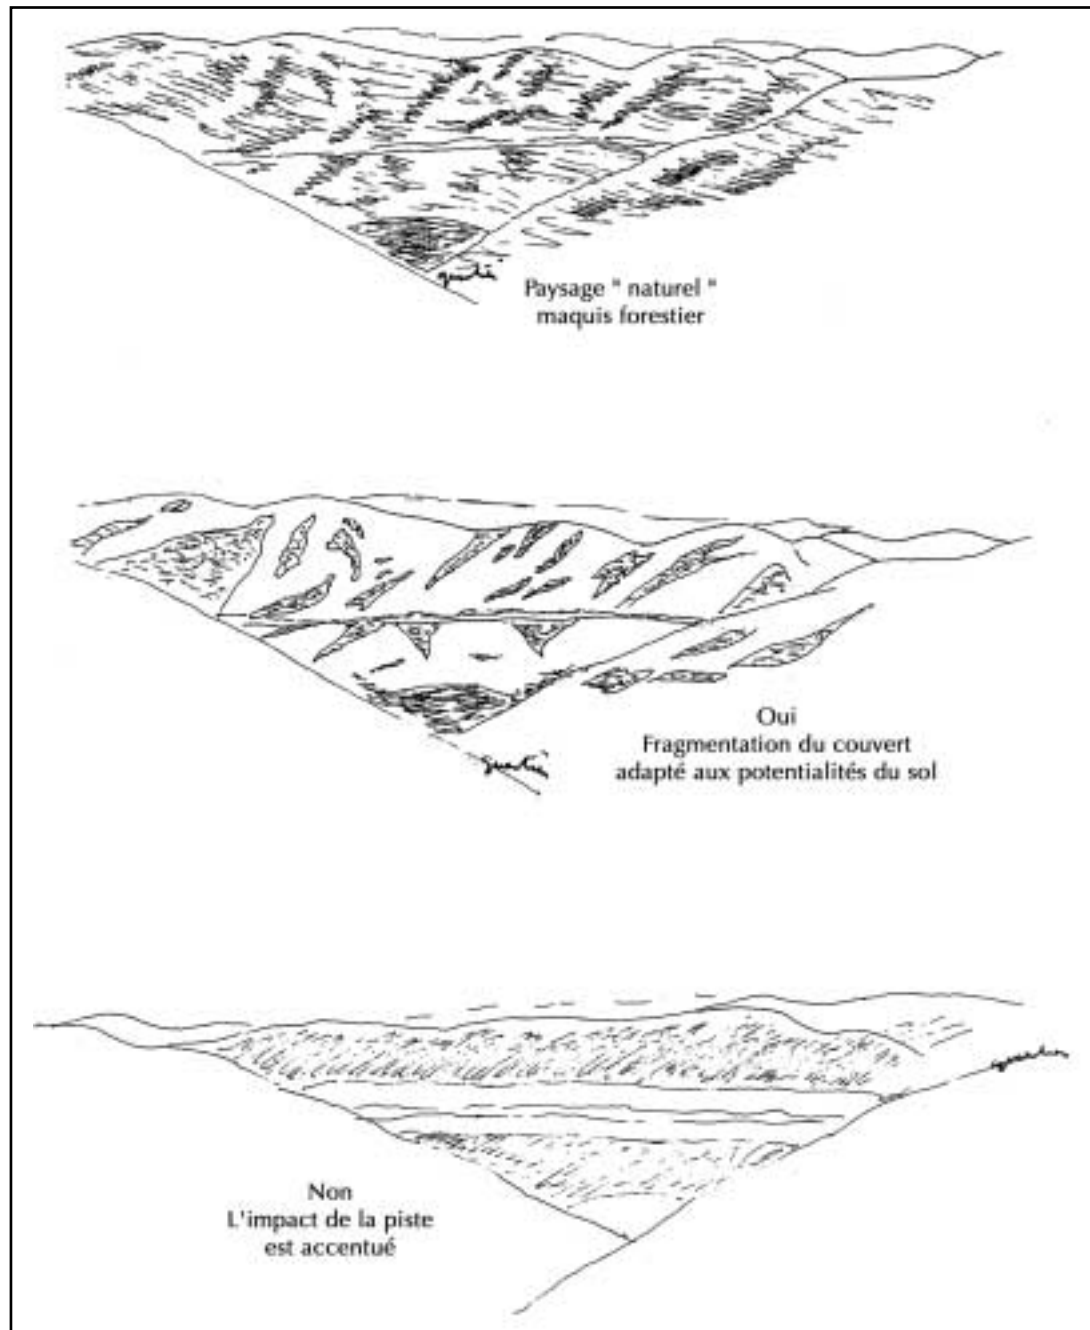 Paysage " naturel "
maquis forestier
Oui
Fragmentation du couvert
adapté aux potentialités du sol
Non
L'impact de la piste
est accentué